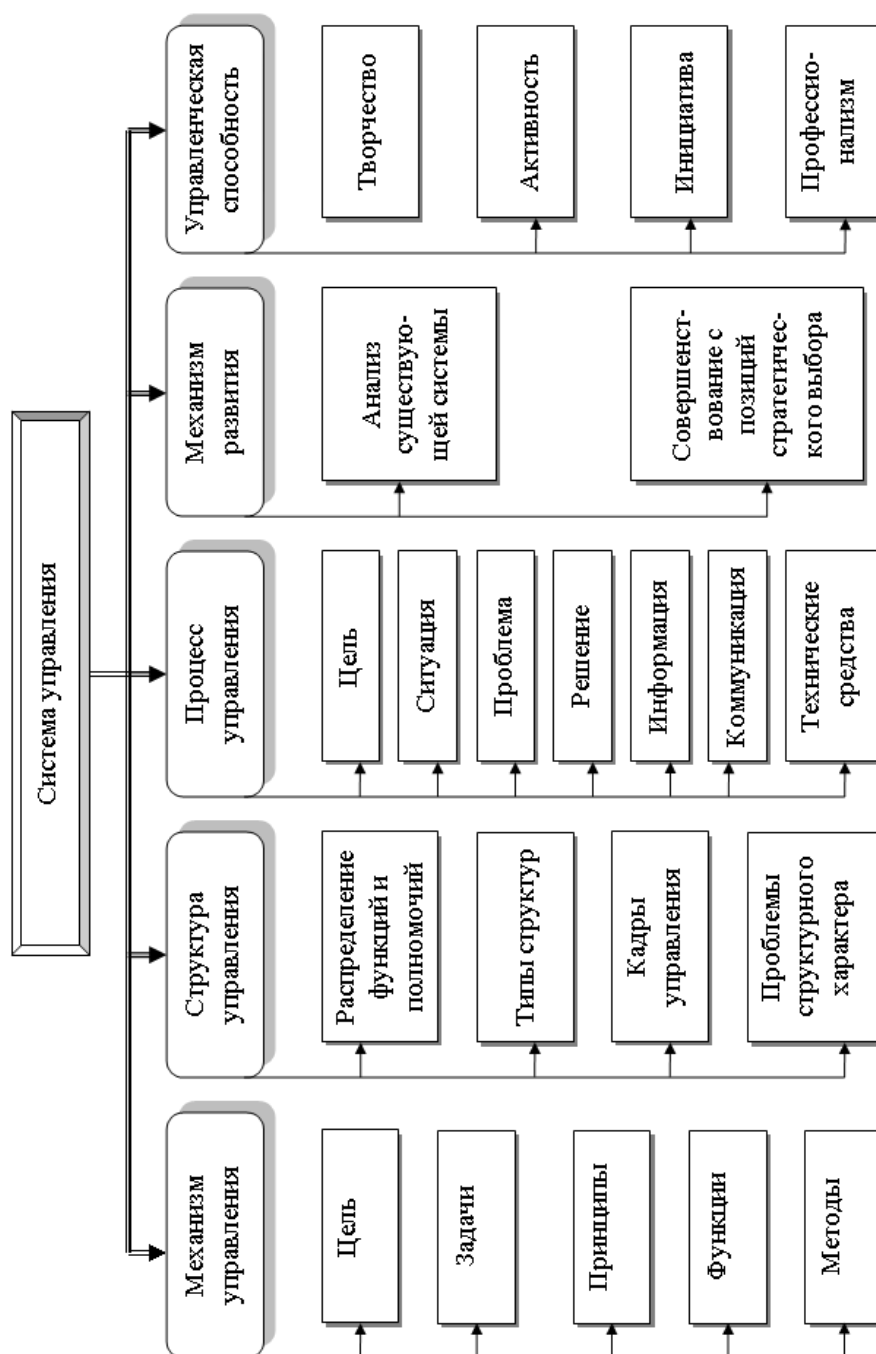 Система управления
Механизм
управления
Цель
Задачи
Принципы
Функции
Методы
Структура
управления
Распределение
функций и
полномочий
Типы структур
Кадры
управления
Проблемы
структурного
характера
Процесс
управления
Цель
Ситуация
Проблема
Решение
Информация
Коммуникация
Технические
средства
Механизм
развития
Анализ
существую-
щей системы
Совершенст-
вование с
позиций
стратегичес-
кого выбора
Управленческая
способность
Творчество
Активность
Инициатива
Профессио-
нализм